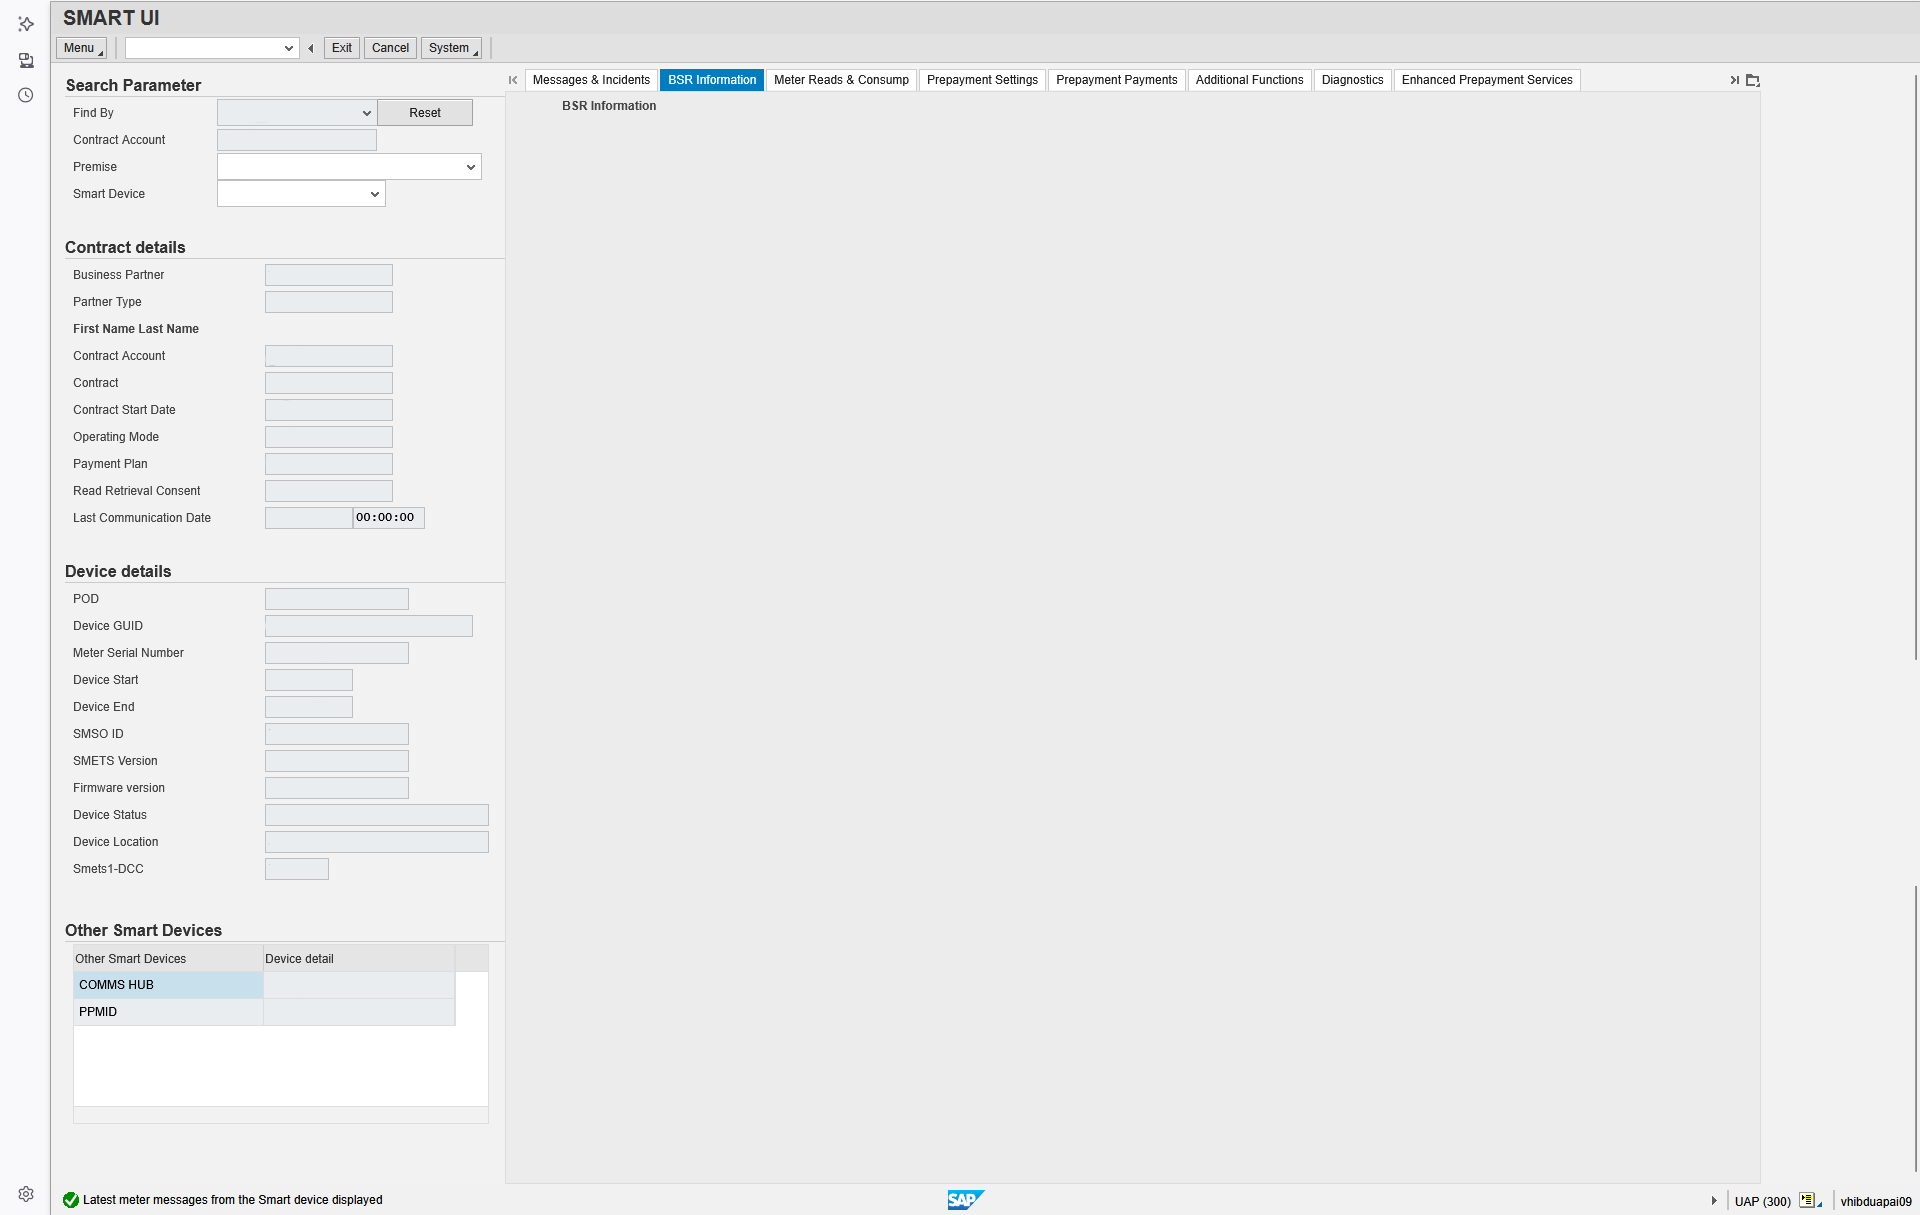 SMART UI
Menu
Exit
Cancel
System
Search Parameter
Find By
Reset
Contract Account
Premise
Smart Device
Contract details
Business Partner
Partner Type
First Name Last Name
Contract Account
Contract
Contract Start Date
Operating Mode
Payment Plan
Read Retrieval Consent
Last Communication Date 00:00:00
Device details
POD
Device GUID
Meter Serial Number
Device Start
Device End
SMSO ID
SMETS Version
Firmware version
Device Status
Device Location
Smets1-DCC
Other Smart Devices
Other Smart Devices Device detail
COMMS HUB
PPMID
Messages & Incidents BSR Information Meter Reads & Consump Prepayment Settings Prepayment Payments Additional Functions Diagnostics Enhanced Prepayment Services
BSR Information
Latest meter messages from the Smart device displayed
SAP
UAP (300)
vhibduapai09